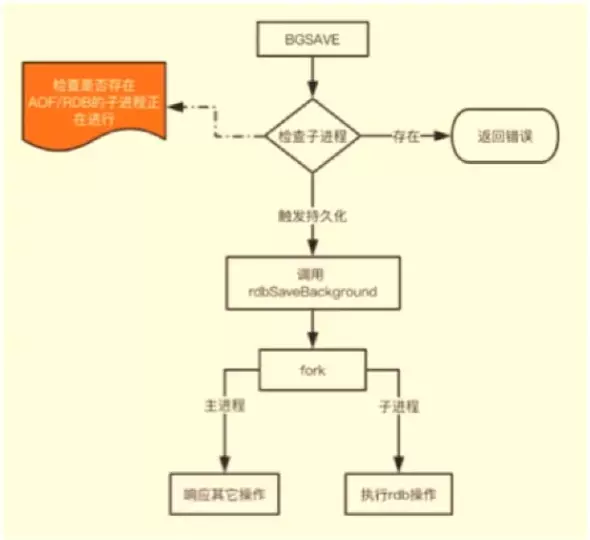 BGSAVE
检查是否存在
AOF/RDB的子进程正
在进行
检查子进程
存在
返回错误
触发持久化
调用
rdbSaveBackground
fork
主进程
子进程
响应其它操作
执行rdb操作